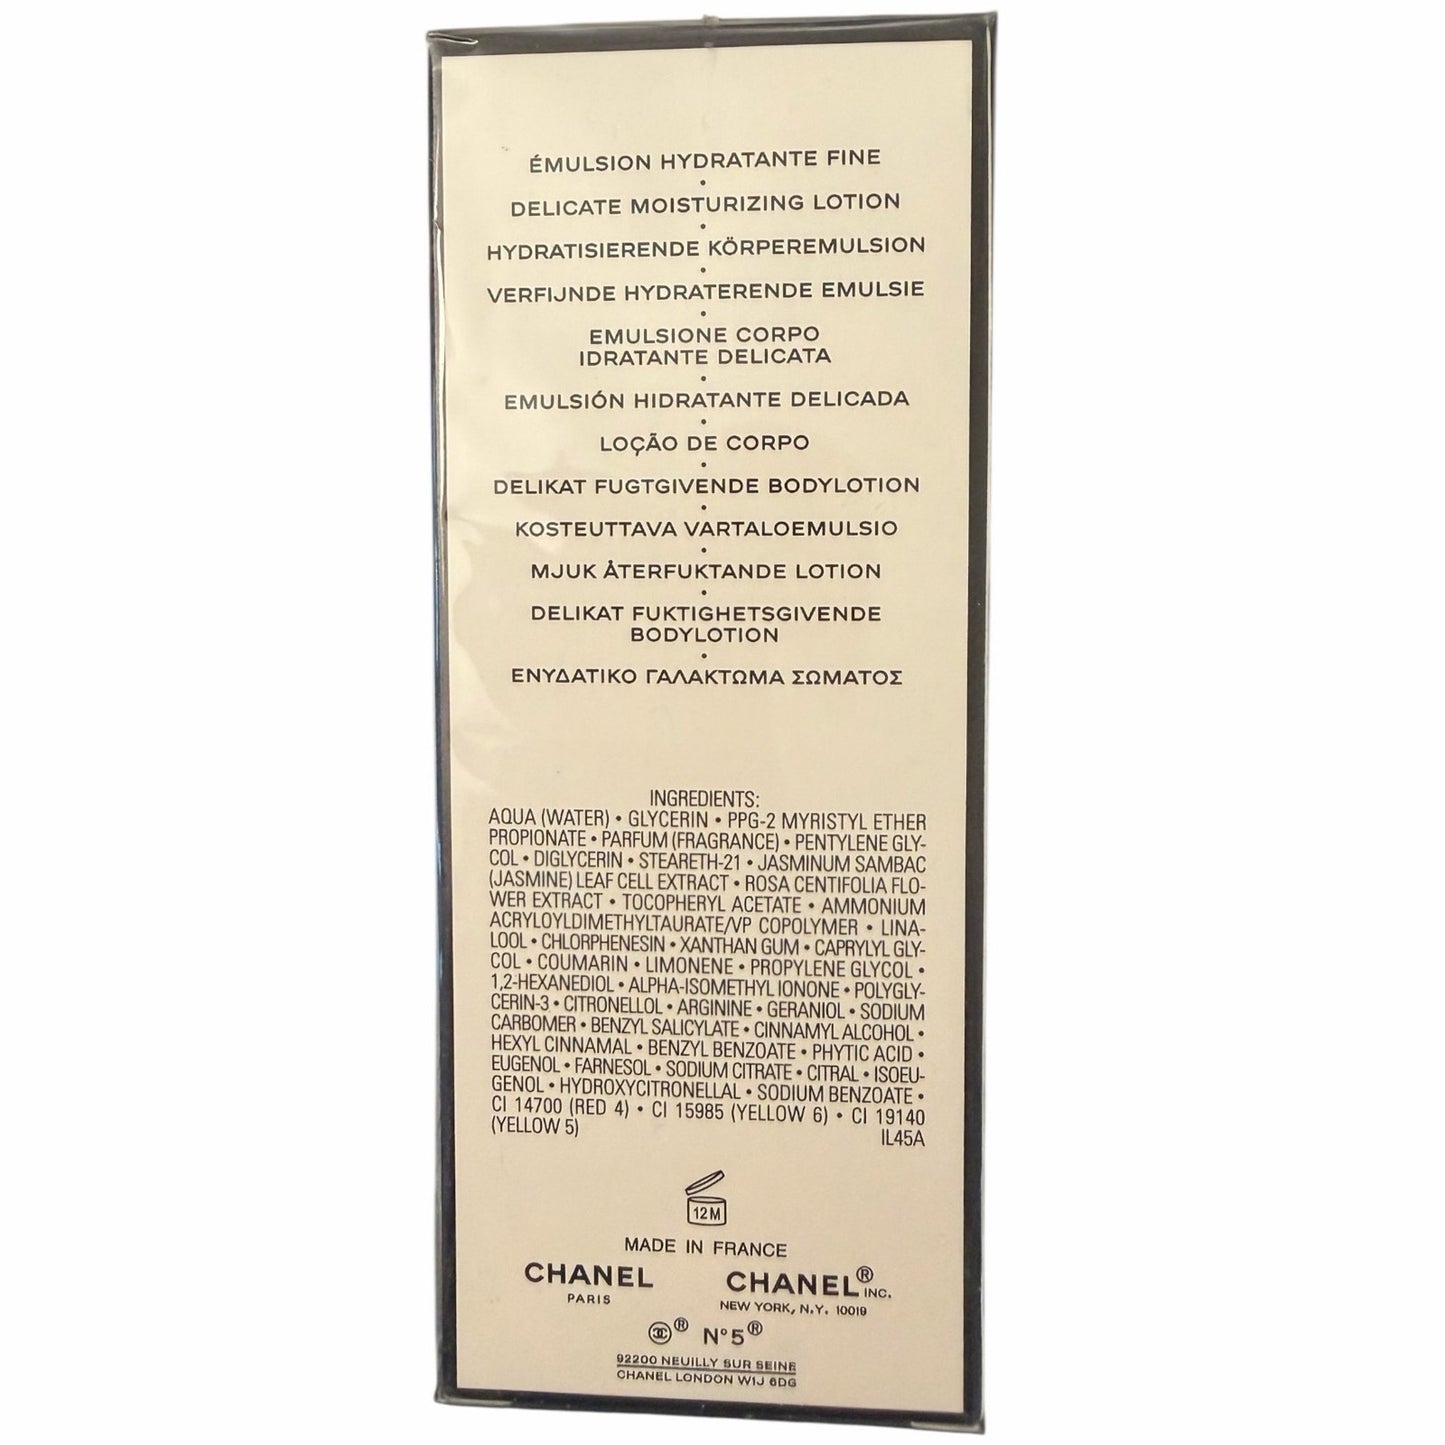 ÉMULSION HYDRATANTE FINE
•
DELICATE MOISTURIZING LOTION
•
HYDRATISIERENDE KÖRPEREMULSION
•
VERFIJNDE HYDRATERENDE EMULSIE
•
EMULSIONE CORPO
IDRATANTE DELICATA
•
EMULSIÓN HIDRATANTE DELICADA
•
LOÇÃO DE CORPO
•
DELIKAT FUGTGIVENDE BODYLOTION
•
KOSTEUTTAVA VARTALOEMULSIO
•
MJUK ÅTERFUKTANDE LOTION
•
DELIKAT FUKTIGHETSGIVENDE
BODYLOTION
•
ΕΝΥΔΑΤΙΚΟ ΓΑΛΑΚΤΩΜΑ ΣΩΜΑΤΟΣ
INGREDIENTS:
AQUA (WATER) • GLYCERIN • PPG-2 MYRISTYL ETHER
PROPIONATE • PARFUM (FRAGRANCE) • PENTYLENE GLY-
COL • DIGLYCERIN • STEARETH-21 • JASMINUM SAMBAC
(JASMINE) LEAF CELL EXTRACT • ROSA CENTIFOLIA FLO-
WER EXTRACT • TOCOPHERYL ACETATE • AMMONIUM
ACRYLOYLDIMETHYLTAURATE/VP COPOLYMER • LINA-
LOOL • CHLORPHENESIN • XANTHAN GUM • CAPRYLYL GLY-
COL • COUMARIN • LIMONENE • PROPYLENE GLYCOL •
1,2-HEXANEDIOL • ALPHA-ISOMETHYL IONONE • POLYGLY-
CERIN-3 • CITRONELLOL • ARGININE • GERANIOL • SODIUM
CARBOMER • BENZYL SALICYLATE • CINNAMYL ALCOHOL •
HEXYL CINNAMAL • BENZYL BENZOATE • PHYTIC ACID •
EUGENOL • FARNESOL • SODIUM CITRATE • CITRAL • ISOEU-
GENOL • HYDROXYCITRONELLAL • SODIUM BENZOATE •
CI 14700 (RED 4) • CI 15985 (YELLOW 6) • CI 19140
(YELLOW 5) IL45A
12M
MADE IN FRANCE
CHANEL CHANEL® INC.
PARIS NEW YORK, N.Y. 10019
® N°5®
92200 NEUILLY SUR SEINE
CHANEL LONDON W1J 6DG